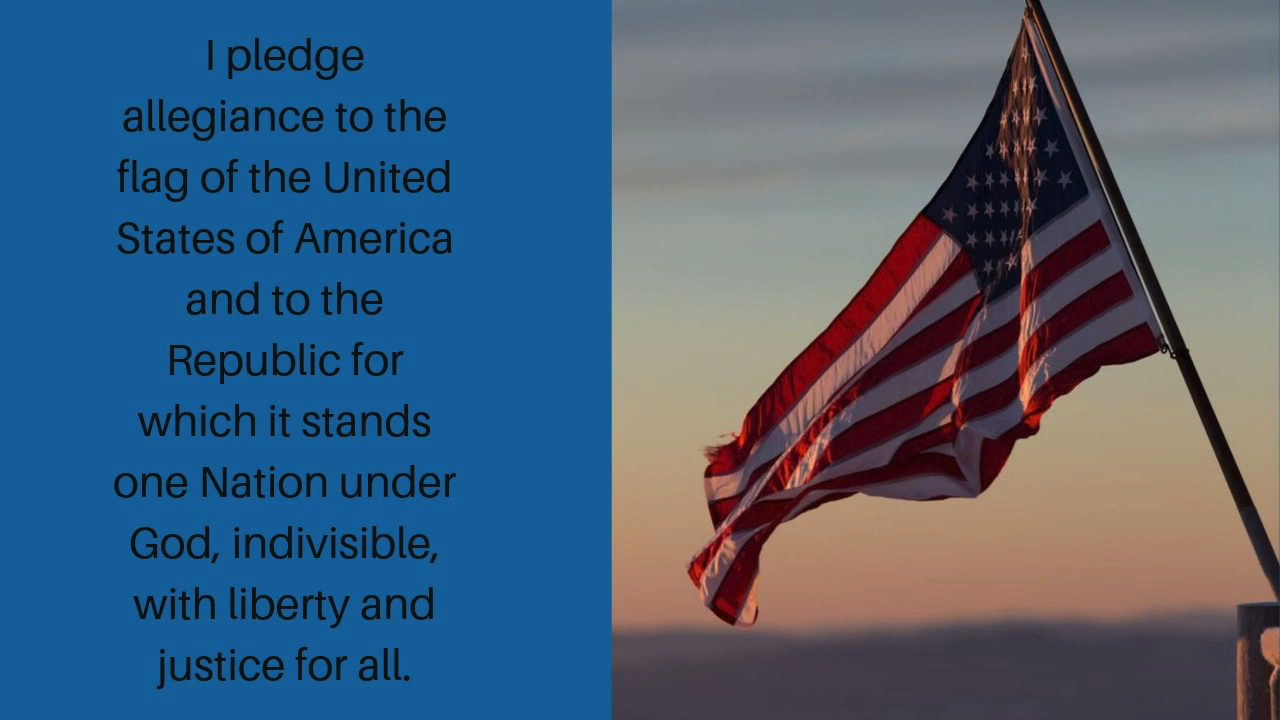 I pledge
allegiance to the
flag of the United
States of America
and to the
Republic for
which it stands
one Nation under
God, indivisible,
with liberty and
justice for all.